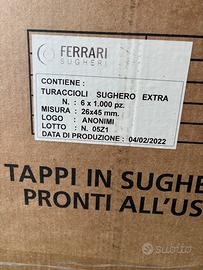 FERRARI
SUGHERI
CONTIENE :
TURACCIOLI SUGHERO EXTRA
N. : 6 x 1.000 pz.
MISURA : 26x45 mm.
LOGO : ANONIMI
LOTTO : N. 05Z1
DATA DI PRODUZIONE : 04/02/2022
TAPPI IN SUGHE
PRONTI ALL'US
subito